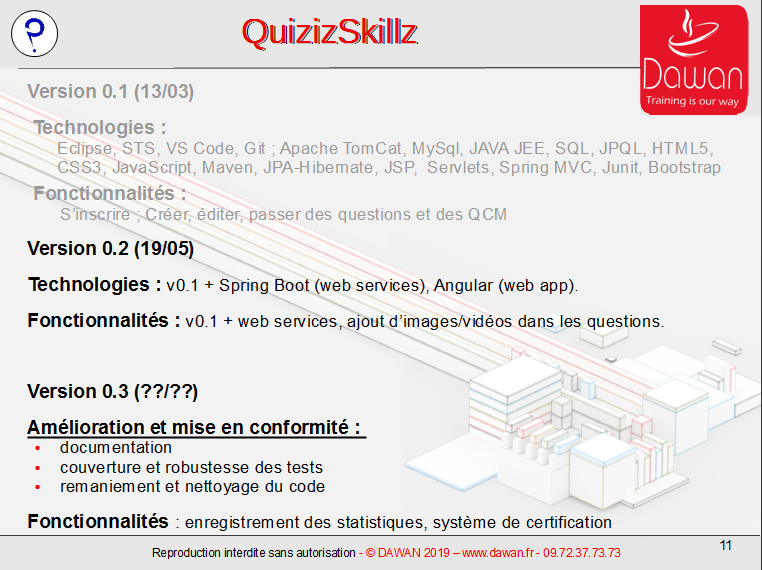 ?
QuizizSkillz
Dawan
Training is our way
Version 0.1 (13/03)
Technologies :
Eclipse, STS, VS Code, Git ; Apache TomCat, MySql, JAVA JEE, SQL, JPQL, HTML5,
CSS3, JavaScript, Maven, JPA-Hibernate, JSP, Servlets, Spring MVC, Junit, Bootstrap
Fonctionnalités :
S'inscrire ; Créer, éditer, passer des questions et des QCM
Version 0.2 (19/05)
Technologies : v0.1 + Spring Boot (web services), Angular (web app).
Fonctionnalités : v0.1 + web services, ajout d'images/vidéos dans les questions.
Version 0.3 (??/??)
Amélioration et mise en conformité :
• documentation
• couverture et robustesse des tests
• remaniement et nettoyage du code
Fonctionnalités : enregistrement des statistiques, système de certification
11
Reproduction interdite sans autorisation - © DAWAN 2019 – www.dawan.fr - 09.72.37.73.73